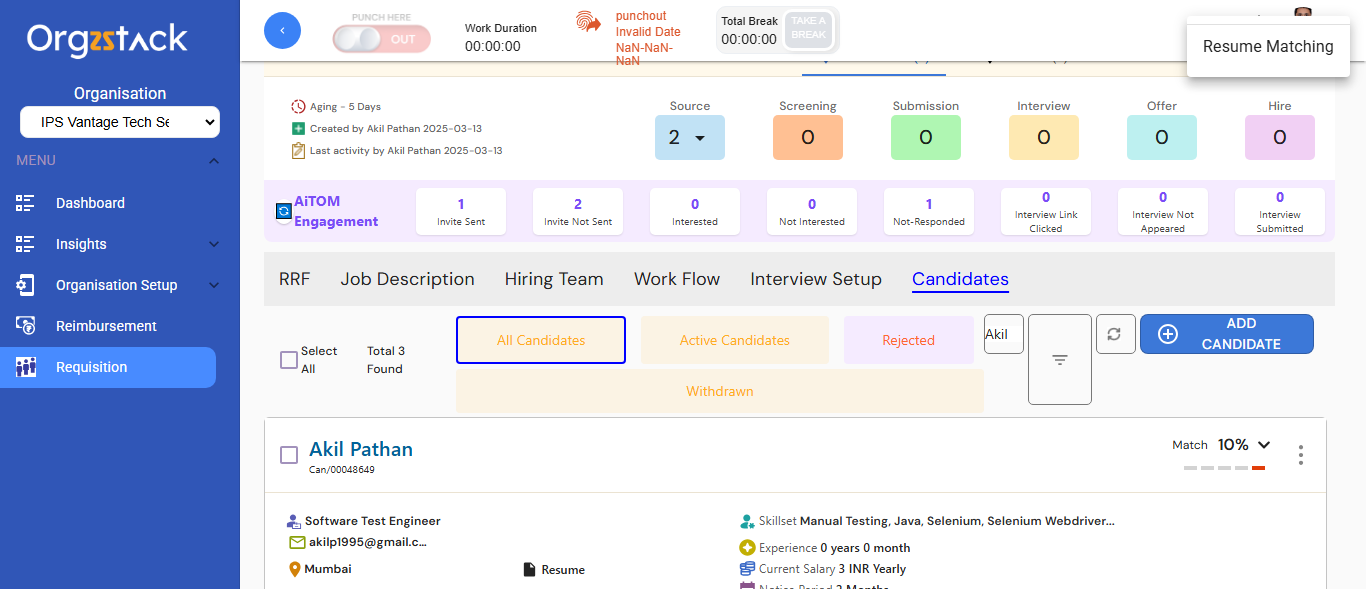 Orgzstack
Organisation
IPS Vantage Tech Se
MENU
Dashboard
Insights
Organisation Setup
Reimbursement
Requisition
PUNCH HERE
OUT
Work Duration
00:00:00
punchout
Invalid Date
NaN-NaN-
NaN
Total Break
00:00:00
TAKE A
BREAK
Resume Matching
Aging - 5 Days
Created by Akil Pathan 2025-03-13
Last activity by Akil Pathan 2025-03-13
Source
2
Screening
0
Submission
0
Interview
0
Offer
0
Hire
0
AiTOM
Engagement
1
Invite Sent
2
Invite Not Sent
0
Interested
0
Not Interested
1
Not-Responded
0
Interview Link
Clicked
0
Interview Not
Appeared
0
Interview
Submitted
RRF Job Description Hiring Team Work Flow Interview Setup Candidates
Select
All
Total 3
Found
All Candidates
Active Candidates
Rejected
Withdrawn
Akil
ADD
CANDIDATE
Akil Pathan
Can/00048649
Match 10%
Software Test Engineer
akilp1995@gmail.c...
Mumbai
Resume
Skillset Manual Testing, Java, Selenium, Selenium Webdriver...
Experience 0 years 0 month
Current Salary 3 INR Yearly
Notice Period 2 Months